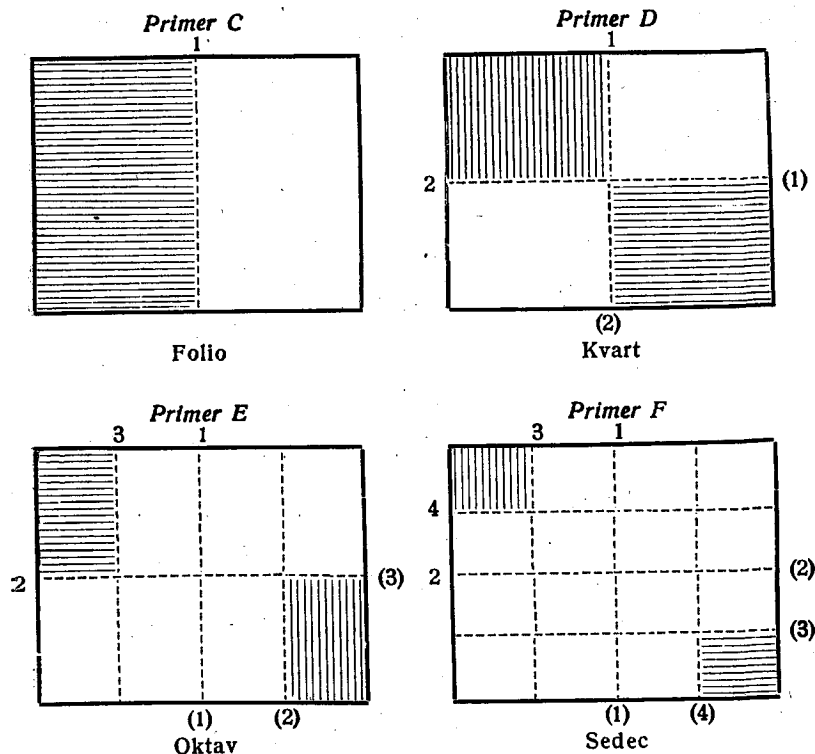 Primer C
1
Folio
Primer D
1
2
(1)
(2)
Kvart
Primer E
3 1
2
(3)
(1) (2)
Oktav
Primer F
3 1
4
2
(2)
(3)
(1) (4)
Sedec